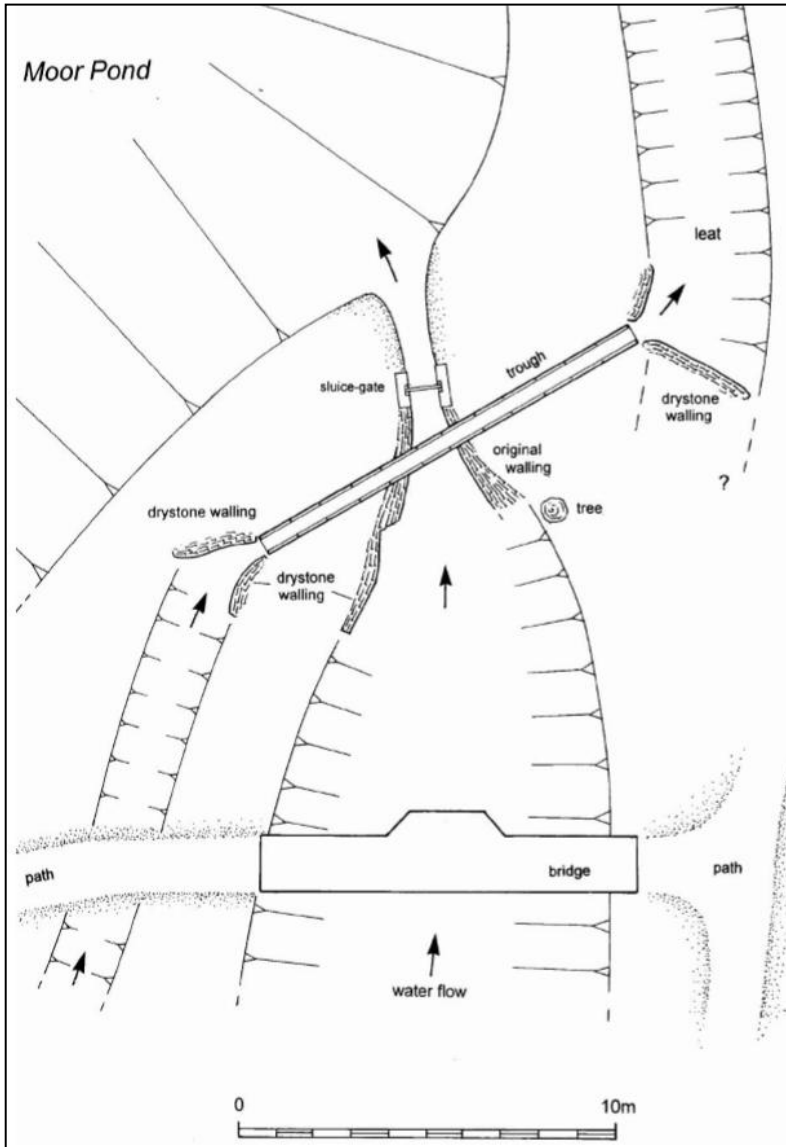 Moor Pond
leat
trough
sluice-gate
drystone
walling
original
walling
?
drystone walling
tree
drystone
walling
path
bridge
path
water flow
0
10m